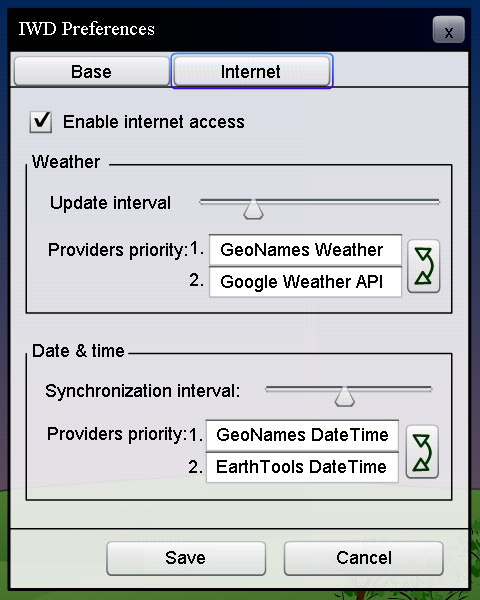 IWD Preferences
x
Base
Internet
Enable internet access
Weather
Update interval
Providers priority: 1. GeoNames Weather
2. Google Weather API
Date & time
Synchronization interval:
Providers priority: 1. GeoNames DateTime
2. EarthTools DateTime
Save
Cancel